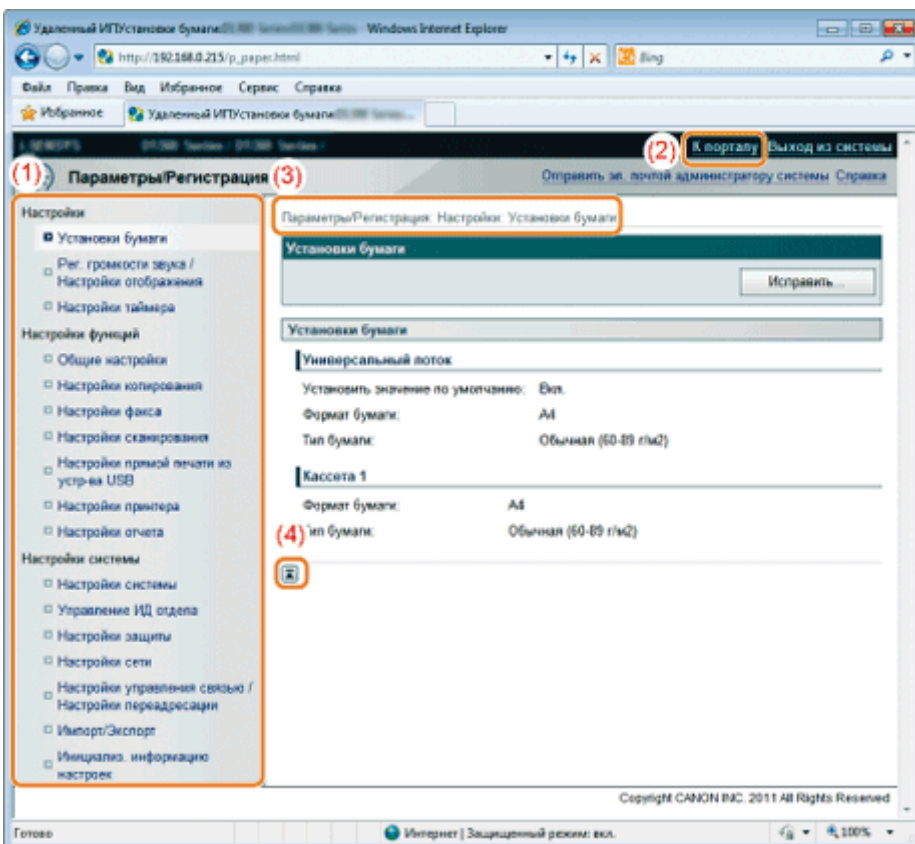 Удаленный ИПУстановки бумаги: - Windows Internet Explorer
http://192.168.0.215/p_paper.html
Bing
Файл Правка Вид Избранное Сервис Справка
Избранное
Удаленный ИПУстановки бумаги
(2) К порталу Выход из системы
(1) Параметры/Регистрация (3)
Отправить эл. почтой администратору системы Справка
Настройки
Установки бумаги
Рег. громкости звука /
Настройки отображения
Настройки таймера
Настройки функций
Общие настройки
Настройки копирования
Настройки факса
Настройки сканирования
Настройки прямой печати из
устр-ва USB
Настройки принтера
Настройки отчета
Настройки системы
Настройки системы
Управление ИД отдела
Настройки защиты
Настройки сети
Настройки управления связью /
Настройки переадресации
Импорт/Экспорт
Инициализ. информацию
настроек
Параметры/Регистрация: Настройки: Установки бумаги
Установки бумаги
Исправить...
Установки бумаги
Универсальный лоток
Установить значение по умолчанию: Вкл.
Формат бумаги: A4
Тип бумаги: Обычная (60-89 г/м2)
Кассета 1
Формат бумаги: A4
(4) Тип бумаги: Обычная (60-89 г/м2)
Copyright CANON INC. 2011 All Rights Reserved
Готово
Интернет | Защищенный режим: вкл.
100%